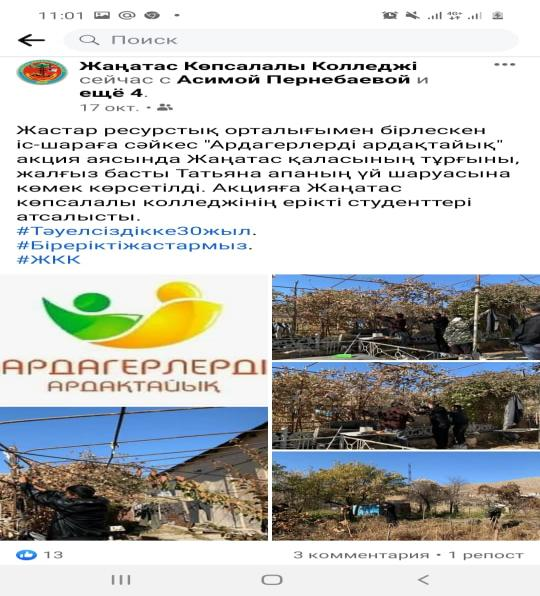 11:01
4G+
Поиск
Жаңатас Көпсалалы Колледжі
сейчас с Асимой Пернебаевой и
ещё 4.
17 окт.
Жастар ресурстық орталығымен бірлескен
іс-шараға сәйкес "Ардагерлерді ардақтайық"
акция аясында Жаңатас қаласының тұрғыны,
жалғыз басты Татьяна апаның үй шаруасына
көмек көрсетілді. Акцияға Жаңатас
көпсалалы колледжінің ерікті студенттері
атсалысты.
#Тәуелсіздікке30жыл.
#Біреріктіжастармыз.
#ЖКК
АРДАГЕРЛЕРДІ
АРДАҚТАЙЫҚ
13
3 комментария • 1 репост